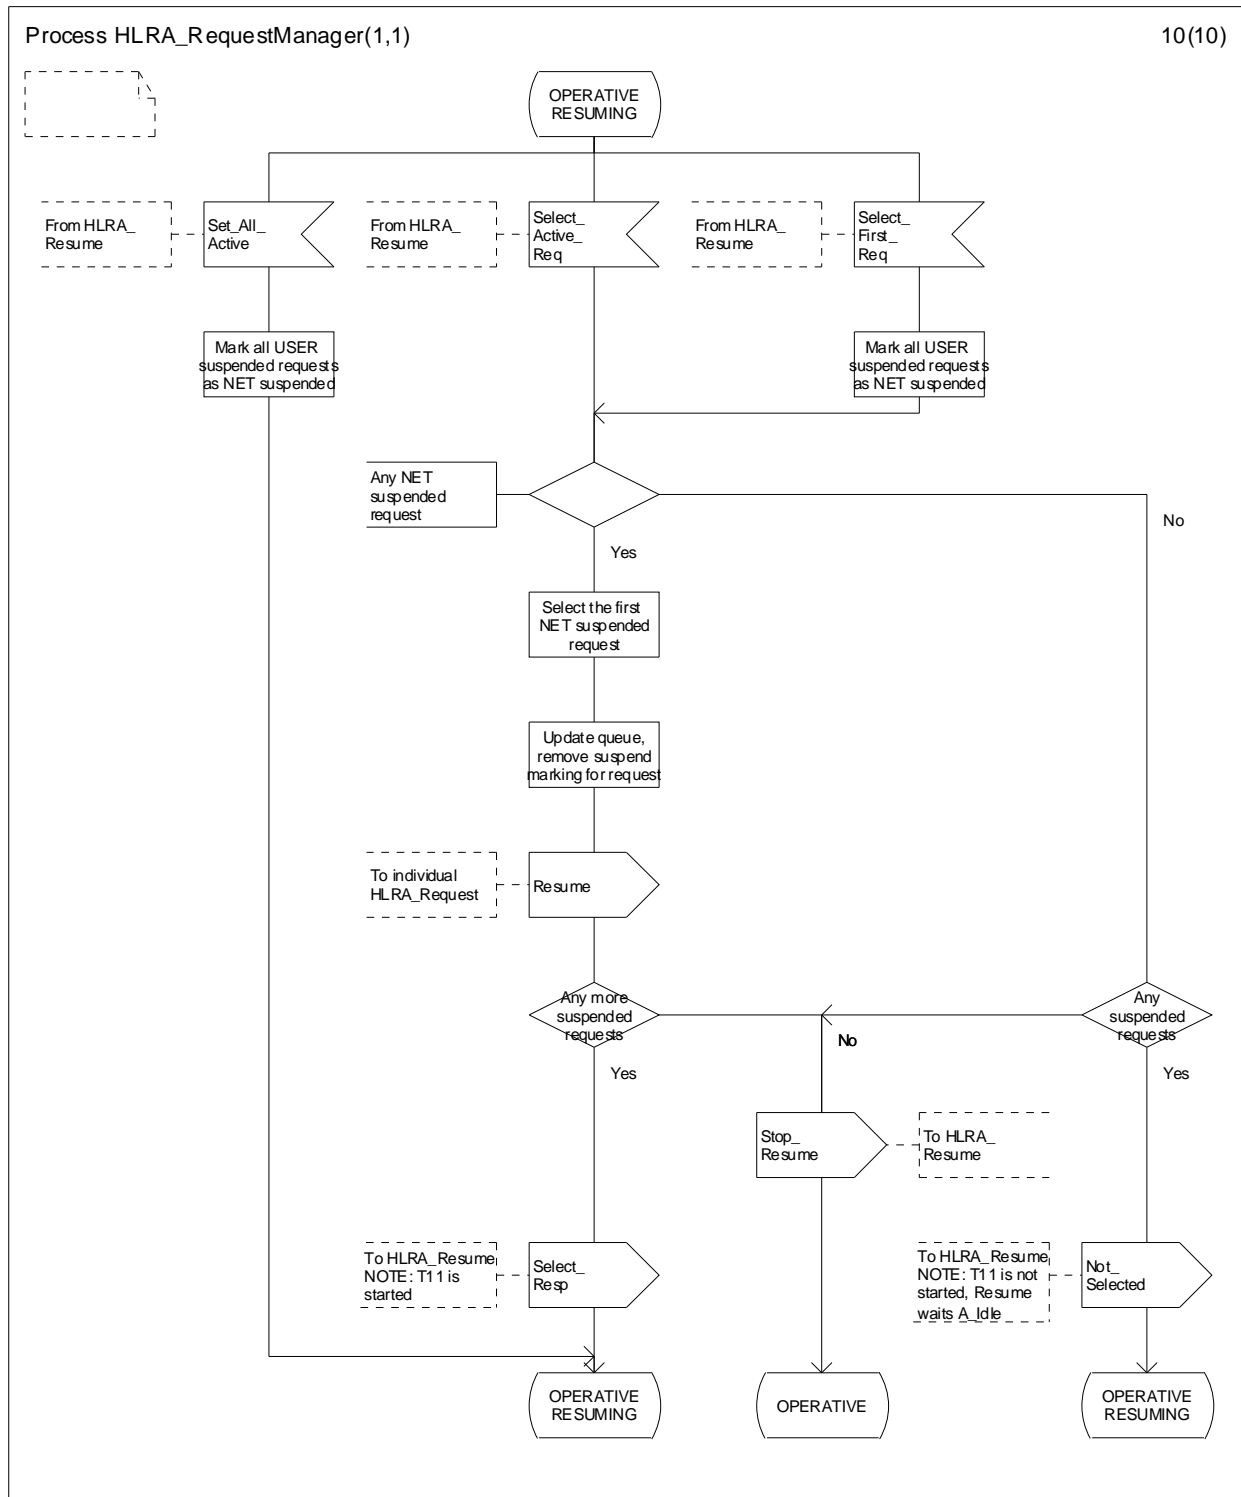 Process HLRA_RequestManager(1,1)
10(10)
OPERATIVE
RESUMING
From HLRA_
Resume
Set_All_
Active
From HLRA_
Resume
Select_
Active_
Req
From HLRA_
Resume
Select_
First_
Req
Mark all USER
suspended requests
as NET suspended
Mark all USER
suspended requests
as NET suspended
Any NET
suspended
request
No
Yes
Select the first
NET suspended
request
Update queue,
remove suspend
marking for request
To individual
HLRA_Request
Resume
Any more
suspended
requests
Any
suspended
requests
No
Yes
Yes
Stop_
Resume
To HLRA_
Resume
To HLRA_Resume
NOTE: T11 is
started
Select_
Resp
To HLRA_Resume
NOTE: T11 is not
started, Resume
waits A_Idle
Not_
Selected
OPERATIVE
RESUMING
OPERATIVE
OPERATIVE
RESUMING